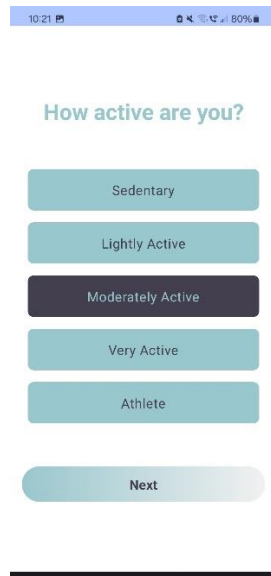 10:21
80%
How active are you?
Sedentary
Lightly Active
Moderately Active
Very Active
Athlete
Next